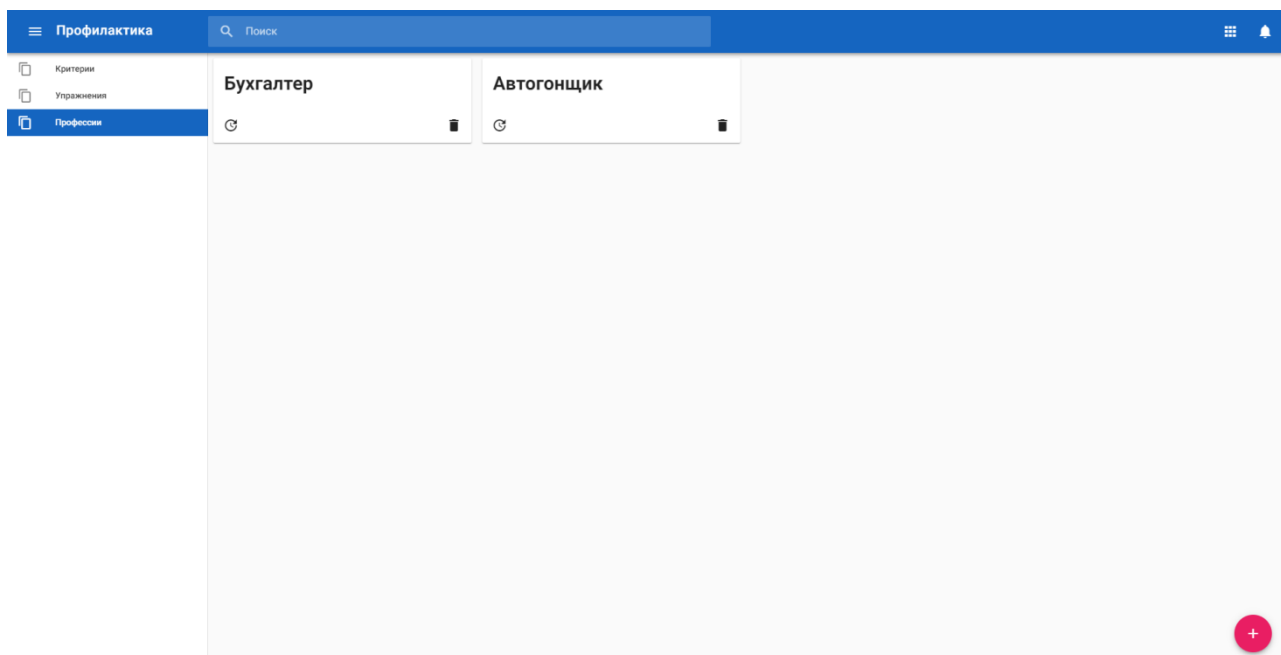 Профилактика
Поиск
Критерии
Упражнения
Профессии
Бухгалтер
Автогонщик